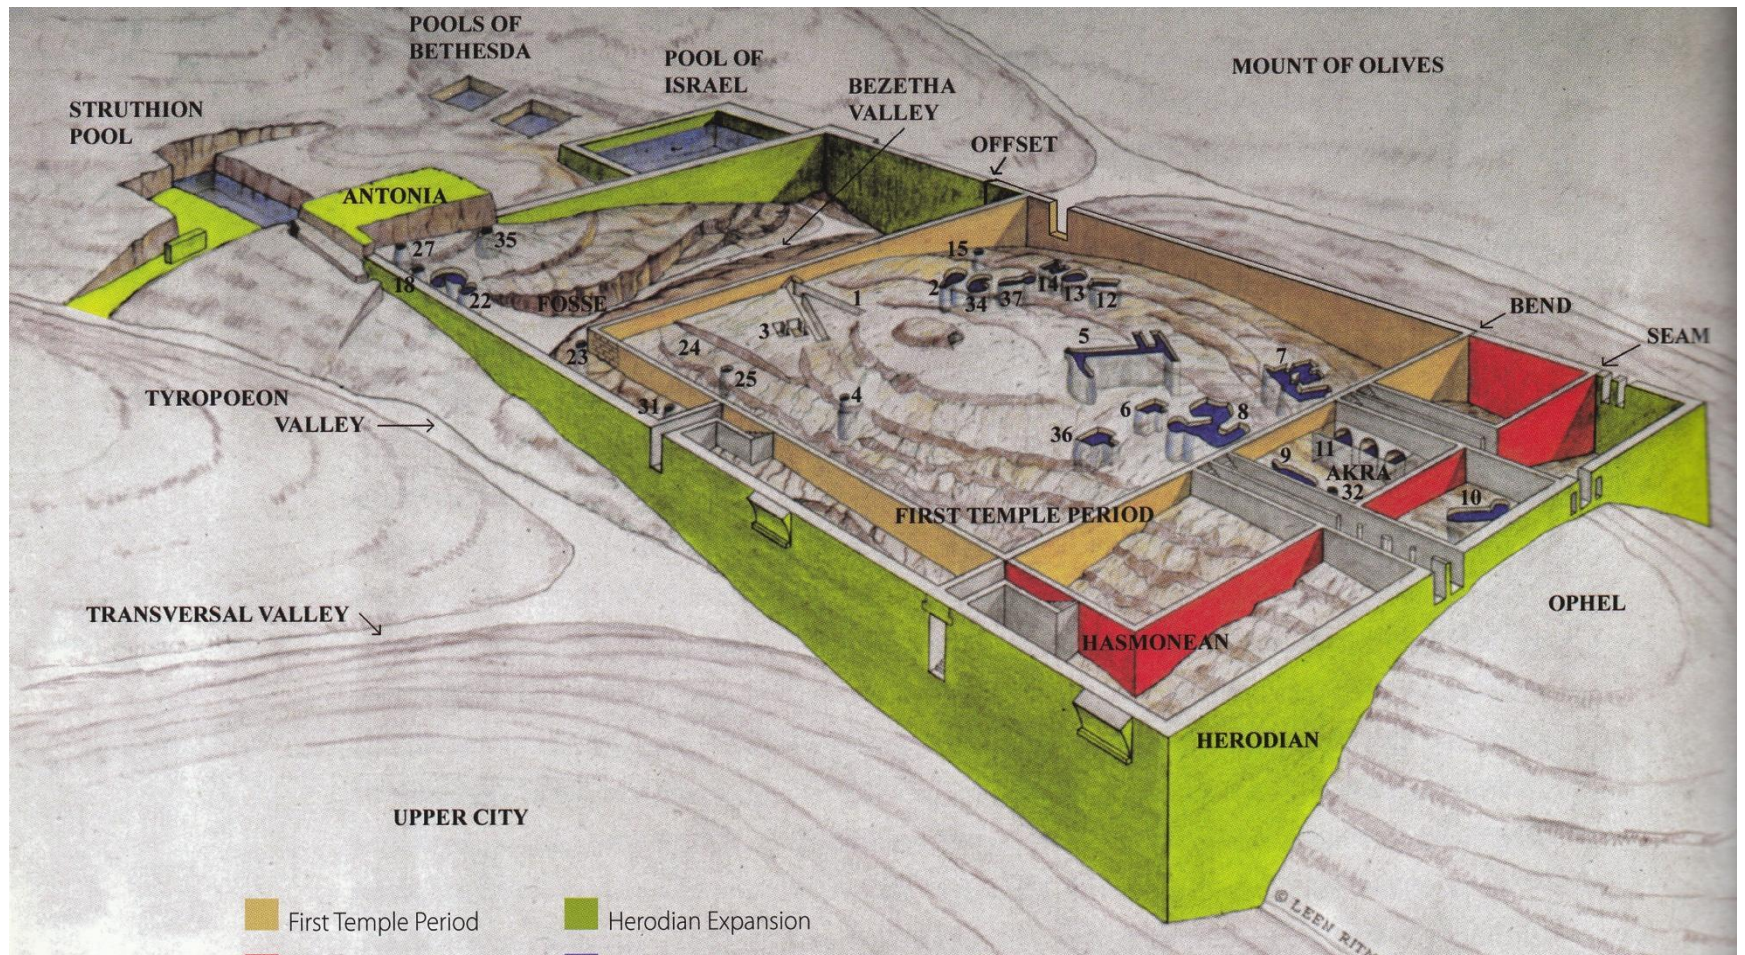 POOLS OF
BETHESDA
POOL OF
ISRAEL
MOUNT OF OLIVES
BEZETHA
VALLEY
STRUTHION
POOL
OFFSET
ANTONIA
27
35
15
18
22
FOSSE
2
34
37
14
13
12
1
3
BEND
SEAM
5
23
24
25
7
TYROPOEON
VALLEY
31
4
6
8
36
11
9
AKRA
32
10
FIRST TEMPLE PERIOD
TRANSVERSAL VALLEY
OPHEL
HASMONEAN
HERODIAN
UPPER CITY
First Temple Period
Herodian Expansion
© LEEN